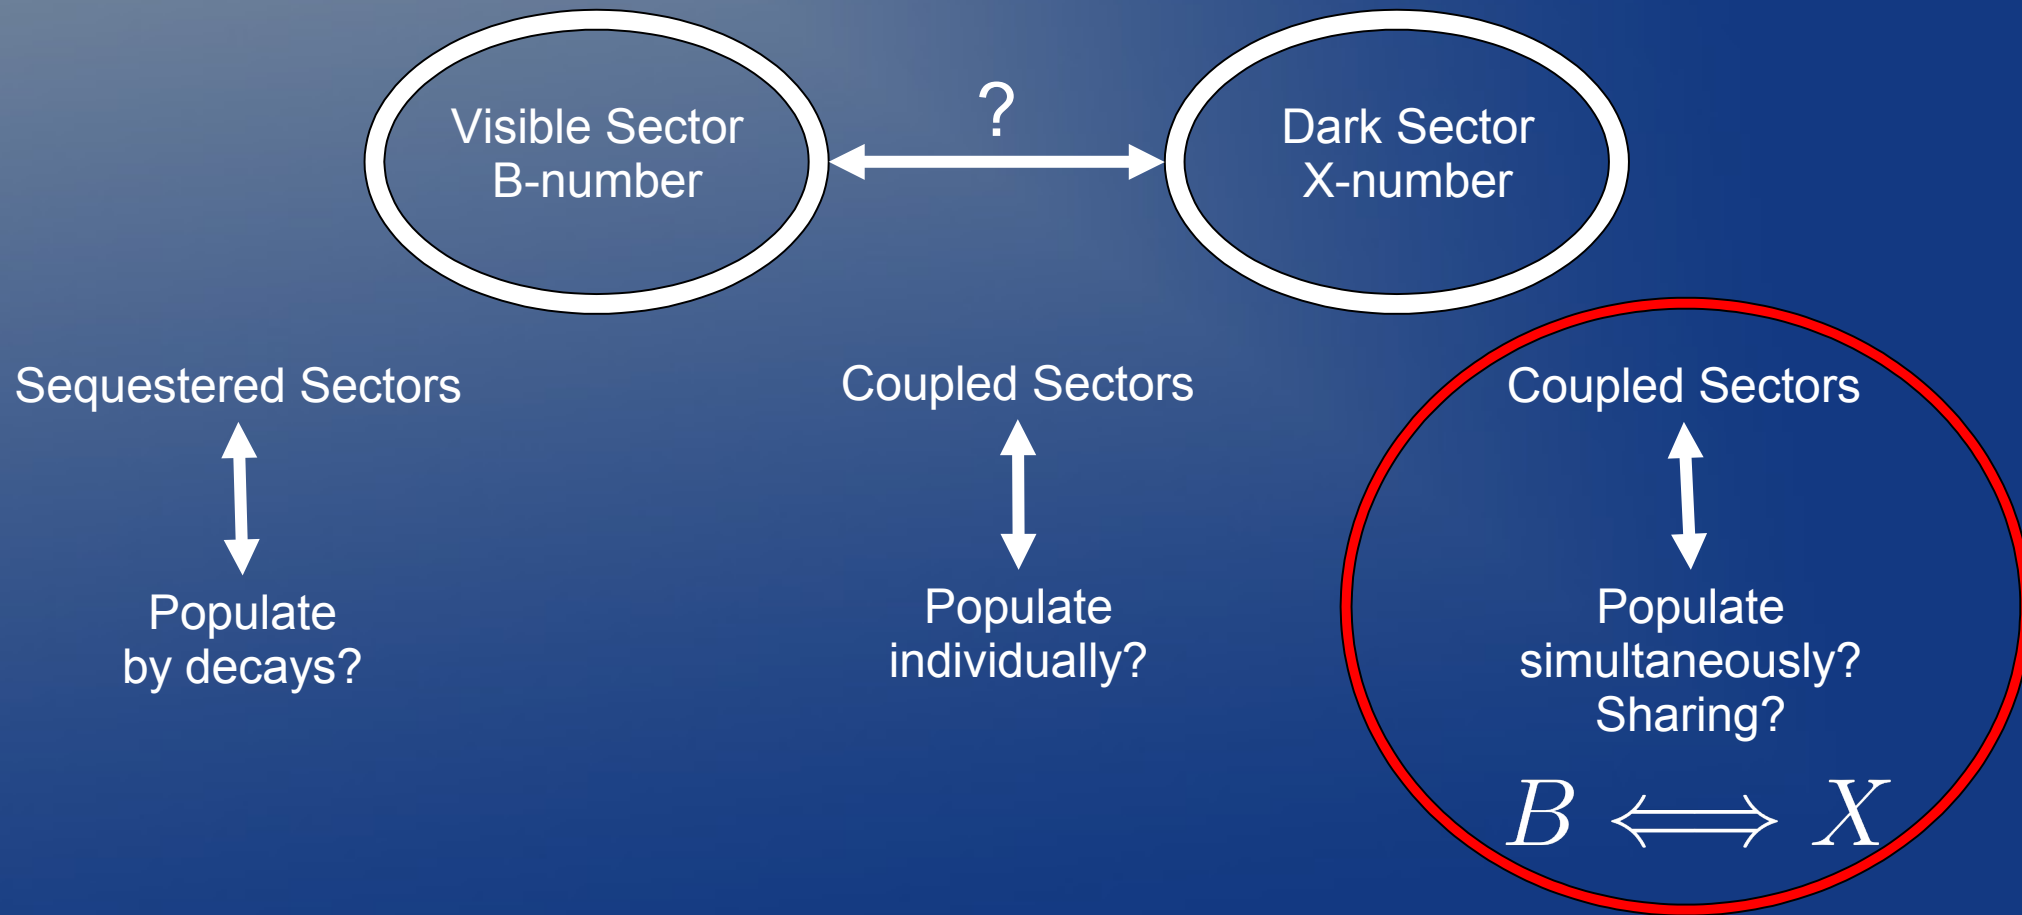 Visible Sector
B-number
?
Dark Sector
X-number
Sequestered Sectors
Populate
by decays?
Coupled Sectors
Populate
individually?
Coupled Sectors
Populate
simultaneously?
Sharing?
B ⟺ X